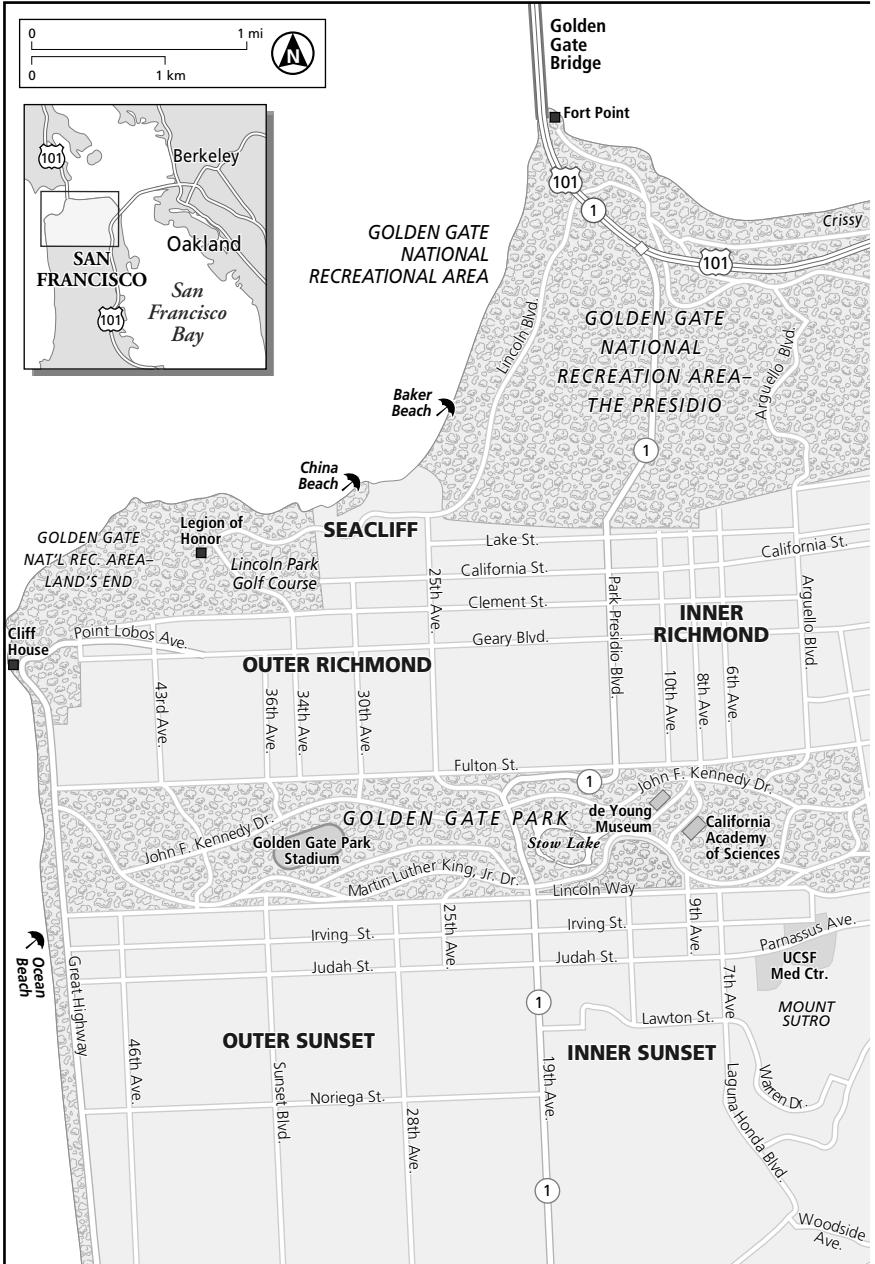 0
1 mi
0
1 km
N
101
Berkeley
Oakland
SAN
FRANCISCO
San
Francisco
Bay
101
Golden
Gate
Bridge
Fort Point
101
1
Crissy
101
GOLDEN GATE
NATIONAL
RECREATIONAL AREA
Lincoln Blvd.
GOLDEN GATE
NATIONAL
RECREATION AREA–
THE PRESIDIO
Arguello Blvd.
Baker
Beach
1
China
Beach
SEACLIFF
GOLDEN GATE
NAT'L REC. AREA–
LAND'S END
Legion of
Honor
Lincoln Park
Golf Course
Lake St.
California St.
California St.
Clement St.
Geary Blvd.
25th Ave.
Park Presidio Blvd.
INNER
RICHMOND
Arguello Blvd.
Cliff
House
Point Lobos Ave.
OUTER RICHMOND
43rd Ave.
36th Ave.
34th Ave.
30th Ave.
10th Ave.
8th Ave.
6th Ave.
Fulton St.
1
John F. Kennedy Dr.
GOLDEN GATE PARK
de Young
Museum
California
Academy
of Sciences
John F. Kennedy Dr.
Golden Gate Park
Stadium
Stow Lake
Martin Luther King, Jr. Dr.
Lincoln Way
Ocean
Beach
Great Highway
Irving St.
Judah St.
25th Ave.
Irving St.
Judah St.
9th Ave.
Parnassus Ave.
UCSF
Med Ctr.
7th Ave.
MOUNT
SUTRO
1
Lawton St.
OUTER SUNSET
INNER SUNSET
46th Ave.
Sunset Blvd.
Noriega St.
28th Ave.
19th Ave.
Laguna Honda Blvd.
Warren Dr.
1
Woodside
Ave.